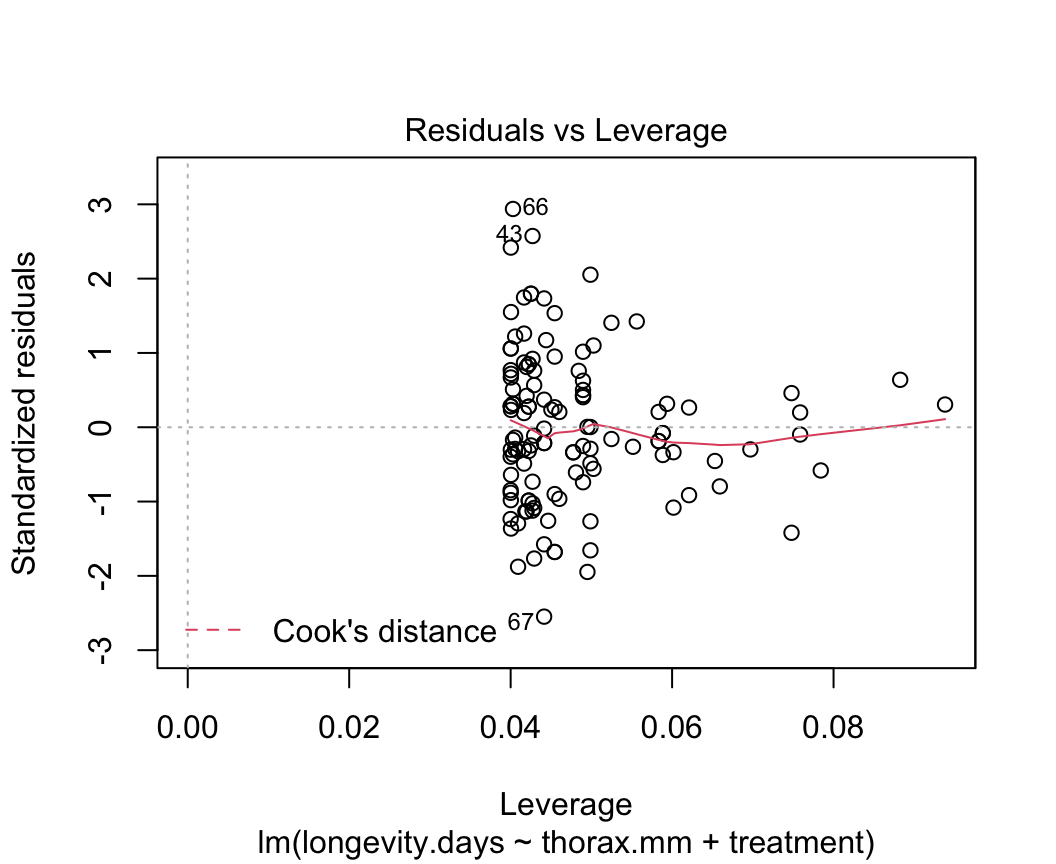 Residuals vs Leverage
Standardized residuals
3
2
1
0
-1
-2
-3
66
43
67
Cook's distance
0.00 0.02 0.04 0.06 0.08
Leverage
lm(longevity.days ~ thorax.mm + treatment)